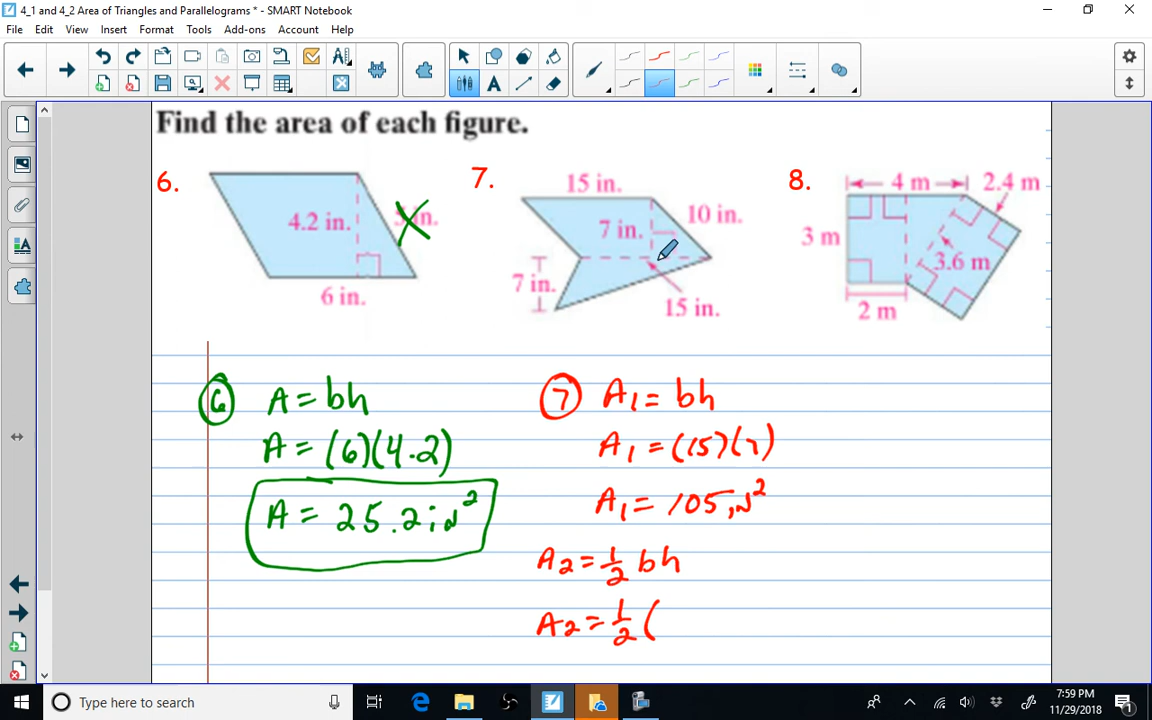 4_1 and 4_2 Area of Triangles and Parallelograms * - SMART Notebook
File Edit View Insert Format Tools Add-ons Account Help
Find the area of each figure.
6.
4.2 in.
in.
6 in.
7.
15 in.
7 in.
10 in.
7 in.
15 in.
8.
4 m
2.4 m
3 m
3.6 m
2 m
6 A = bh
A = (6)(4.2)
A = 25.2 in²
7 A1 = bh
A1 = (15)(7)
A1 = 105 in²
A2 = 1/2 bh
A2 = 1/2 (
Type here to search
7:59 PM
11/29/2018
1